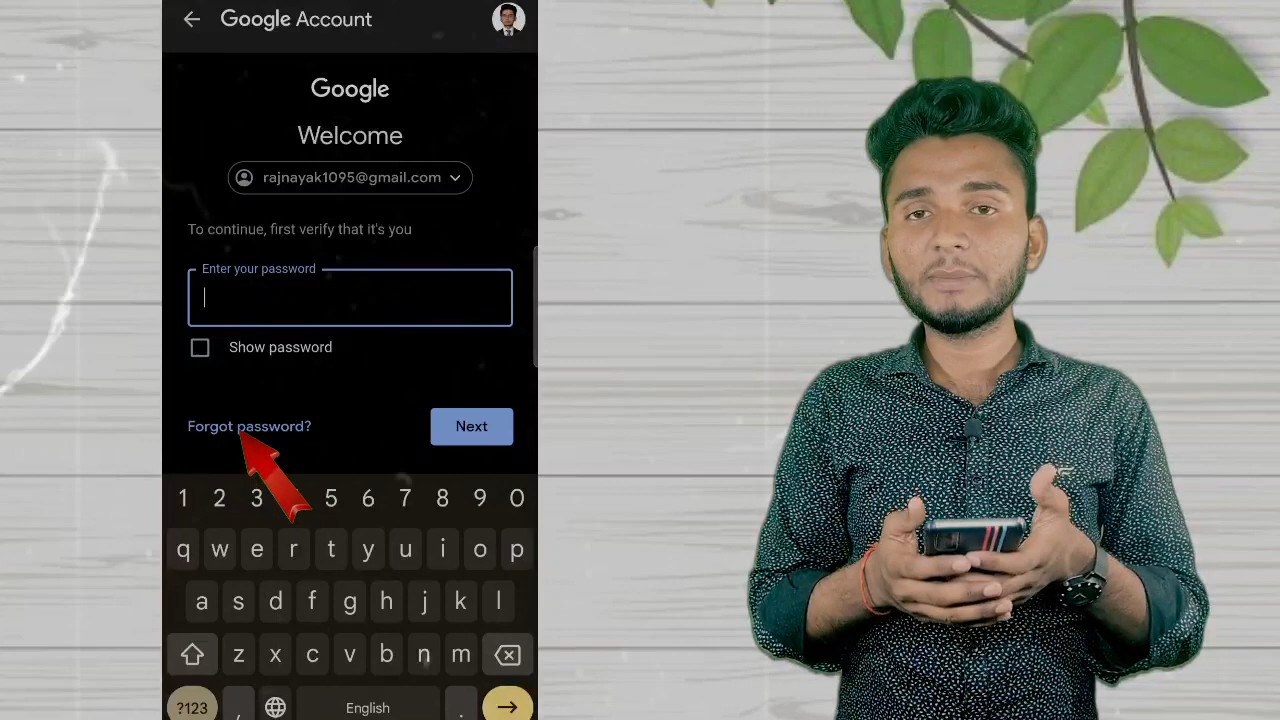 Google Account
Google
Welcome
rajnayak1095@gmail.com
To continue, first verify that it's you
Enter your password
Show password
Forgot password?
Next
1 2 3 5 6 7 8 9 0
q w e r t y u i o p
a s d f g h j k l
z x c v b n m
?123 , English .